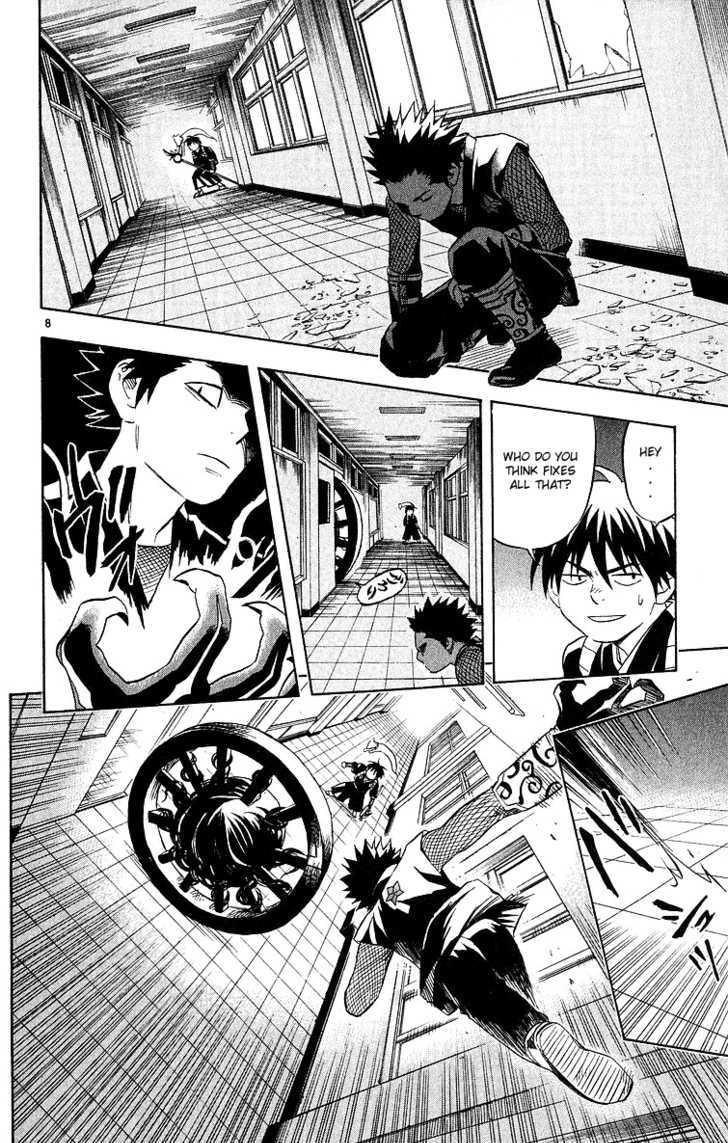 8
HEY
. . . .
WHO DO YOU
THINK FIXES
ALL THAT?